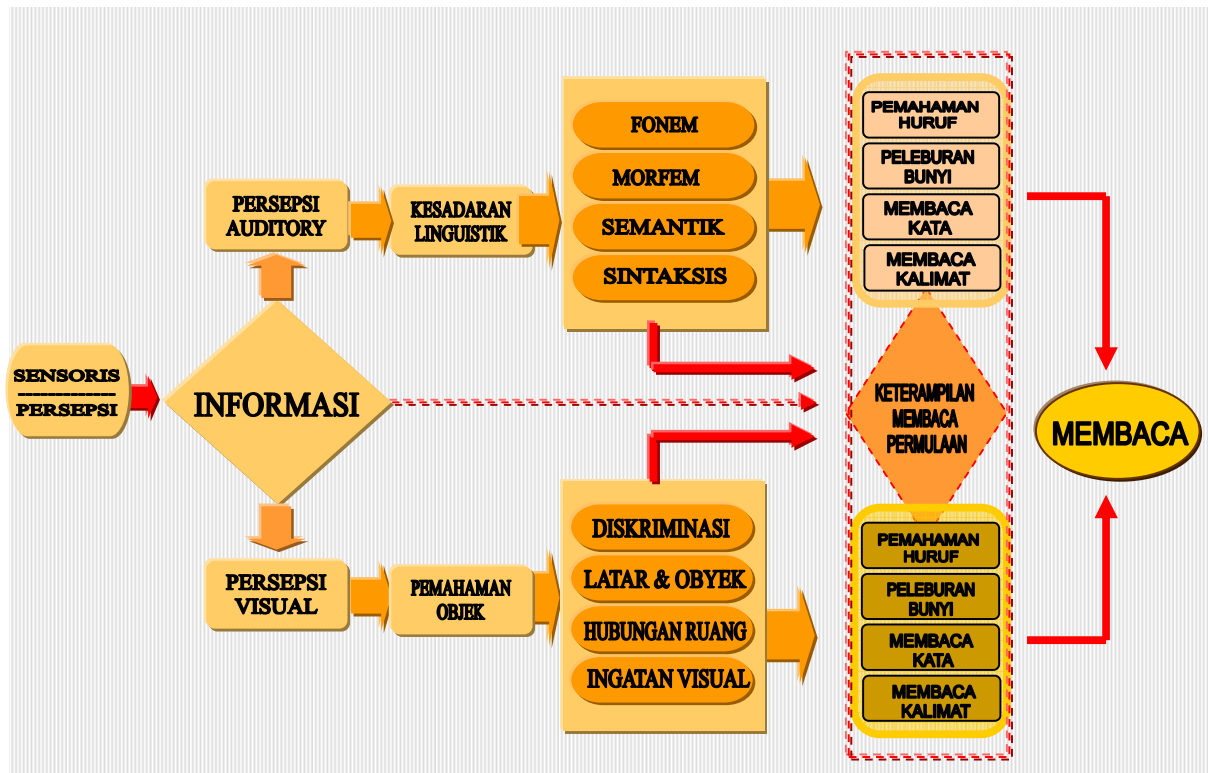 SENSORIS
-------------
PERSEPSI
INFORMASI
PERSEPSI
AUDITORY
KESADARAN
LINGUISTIK
FONEM
MORFEM
SEMANTIK
SINTAKSIS
PERSEPSI
VISUAL
PEMAHAMAN
OBJEK
DISKRIMINASI
LATAR & OBYEK
HUBUNGAN RUANG
INGATAN VISUAL
PEMAHAMAN
HURUF
PELEBURAN
BUNYI
MEMBACA
KATA
MEMBACA
KALIMAT
KETERAMPILAN
MEMBACA
PERMULAAN
PEMAHAMAN
HURUF
PELEBURAN
BUNYI
MEMBACA
KATA
MEMBACA
KALIMAT
MEMBACA